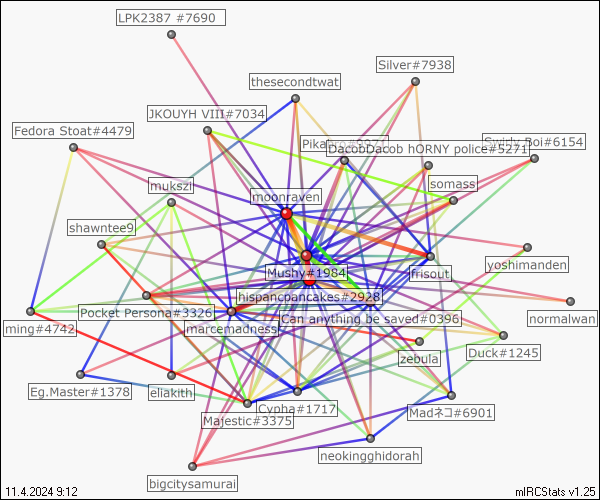 LPK2387 #7690
Silver#7938
thesecondtwat
JKOUYH VIII#7034
Fedora Stoat#4479
DacobDacob hORNY police#5271
Boi#6154
mukszi
somass
moonraven
shawntee9
yoshimanden
Mushy#1984
frisout
hispancpancakes#2928
Pocket Persona#3326
Can anything be saved#0396
normalwan
ming#4742
marcemadness
zebula
Duck#1245
Eg.Master#1378
eliakith
Cypha#1717
Madネコ#6901
Majestic#3375
neokingghidorah
bigcitysamurai
11.4.2024 9:12
mIRCStats v1.25